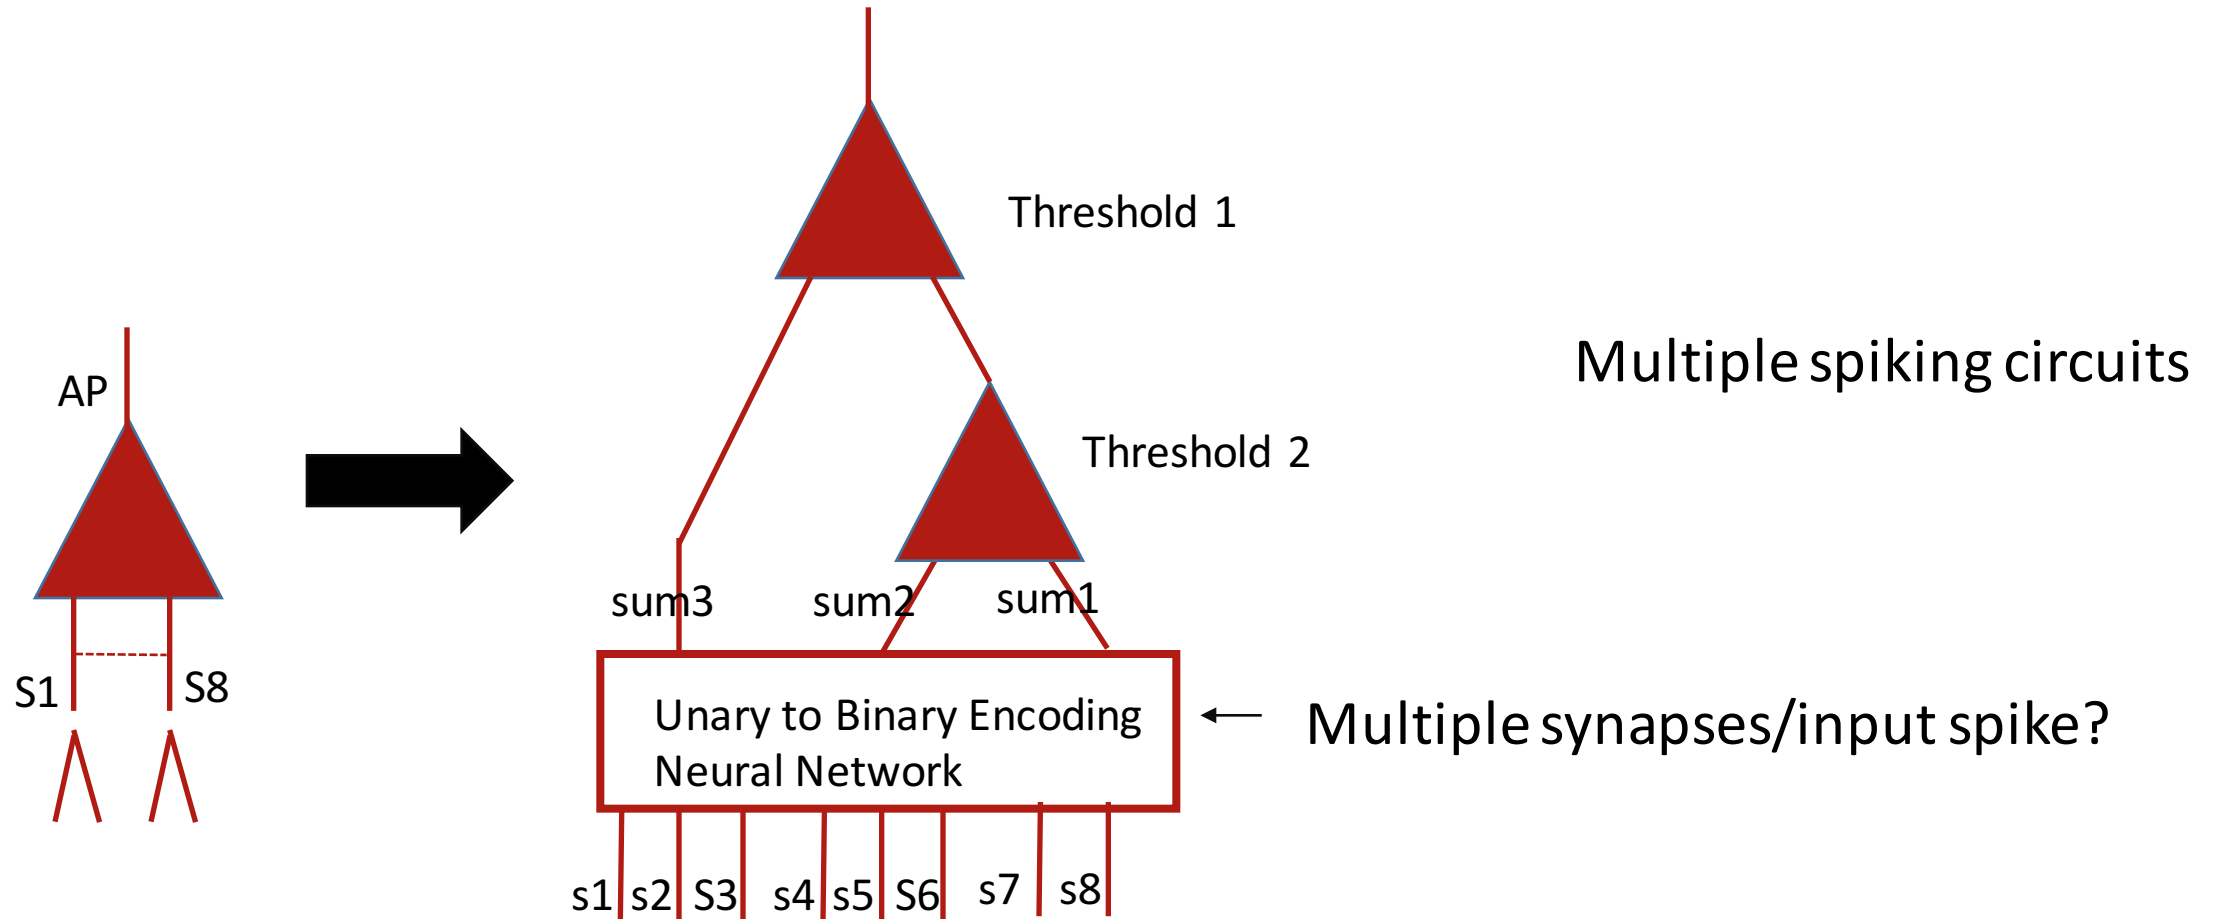 Threshold 1
Multiple spiking circuits
AP
Threshold 2
sum3
sum2
sum1
S1
S8
Unary to Binary Encoding
Neural Network
Multiple synapses/input spike?
s1
s2
S3
s4
s5
S6
s7
s8